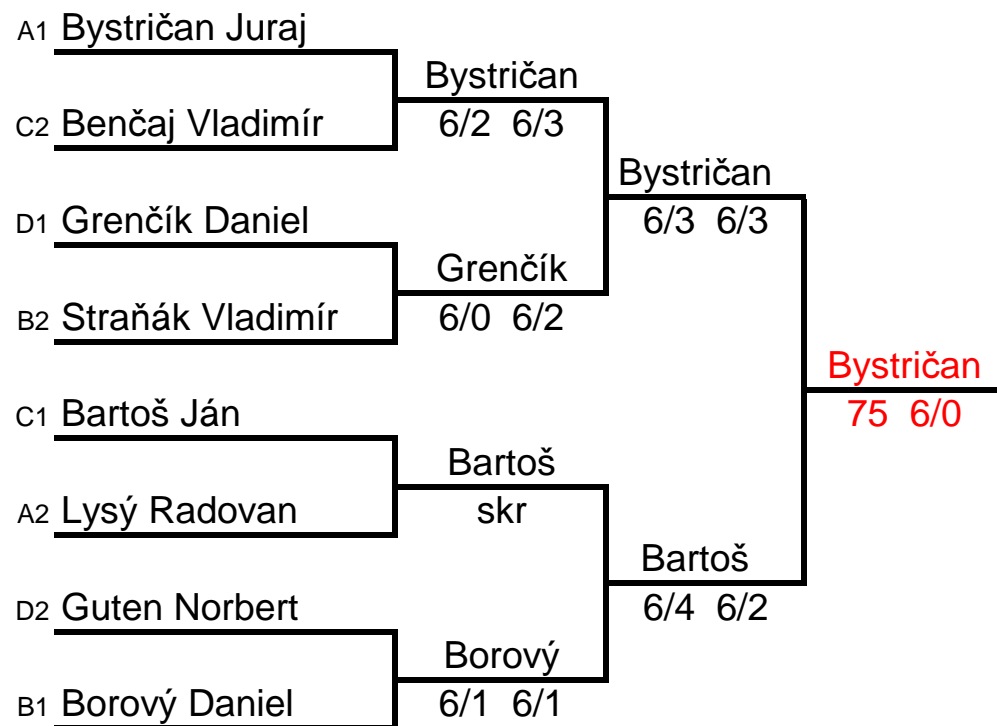 A1 Bystričan Juraj
Bystričan
C2 Benčaj Vladimír
6/2 6/3
Bystričan
D1 Grenčík Daniel
6/3 6/3
Grenčík
B2 Straňák Vladimír
6/0 6/2
Bystričan
C1 Bartoš Ján
75 6/0
Bartoš
A2 Lysý Radovan
skr
Bartoš
D2 Guten Norbert
6/4 6/2
Borový
B1 Borový Daniel
6/1 6/1